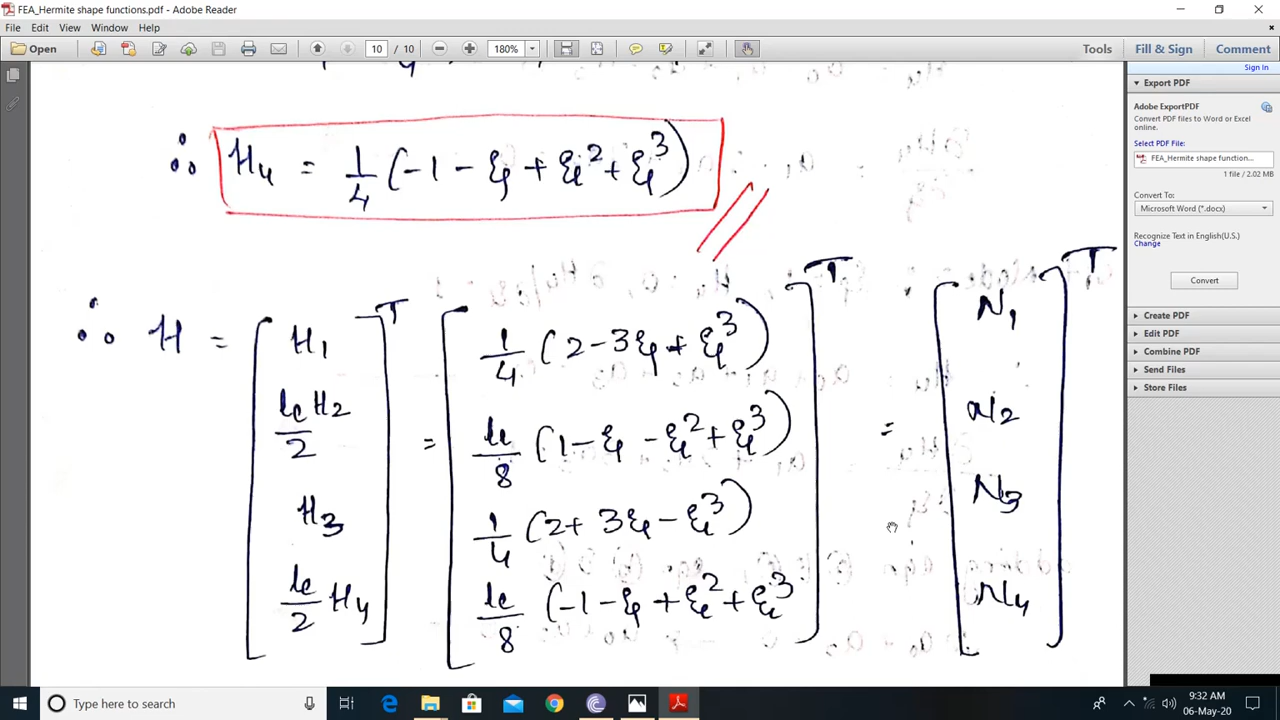 FEA_Hermite shape functions.pdf - Adobe Reader
File Edit View Window Help
Open 10 / 10 180% Tools Fill & Sign Comment
Sign In
Export PDF
Adobe ExportPDF
Convert PDF files to Word or Excel
online.
Select PDF File:
FEA_Hermite shape function...
1 file / 2.02 MB
Convert To:
Microsoft Word (*.docx)
Recognize Text in English(U.S.)
Change
Convert
Create PDF
Edit PDF
Combine PDF
Send Files
Store Files
∴ H₄ = 1/4 (-1 - ξ + ξ² + ξ³)
∴ H = [H₁ ; le/2 H₂ ; H₃ ; le/2 H₄]ᵀ = [1/4 (2 - 3ξ + ξ³) ; le/8 (1 - ξ - ξ² + ξ³) ; 1/4 (2 + 3ξ - ξ³) ; le/8 (-1 - ξ + ξ² + ξ³)]ᵀ = [N₁ ; N₂ ; N₃ ; N₄]ᵀ
Type here to search
9:32 AM
06-May-20